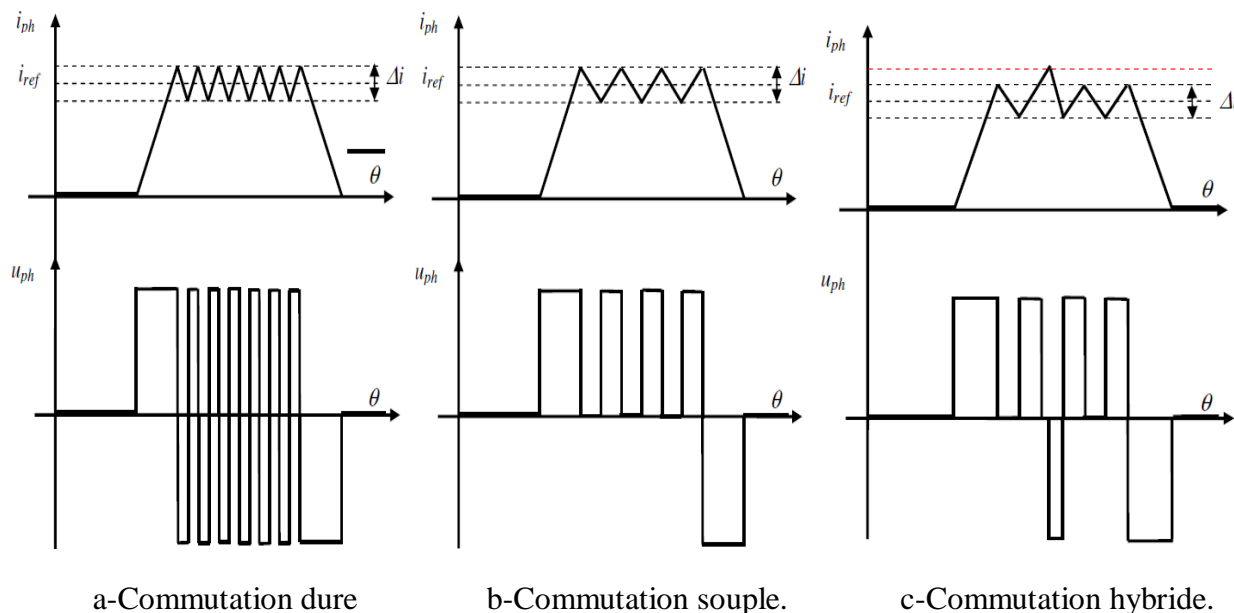 i_ph
i_ref
Δi
θ
u_ph
θ
a-Commutation dure
i_ph
i_ref
Δi
θ
u_ph
θ
b-Commutation souple.
i_ph
i_ref
θ
u_ph
θ
c-Commutation hybride.